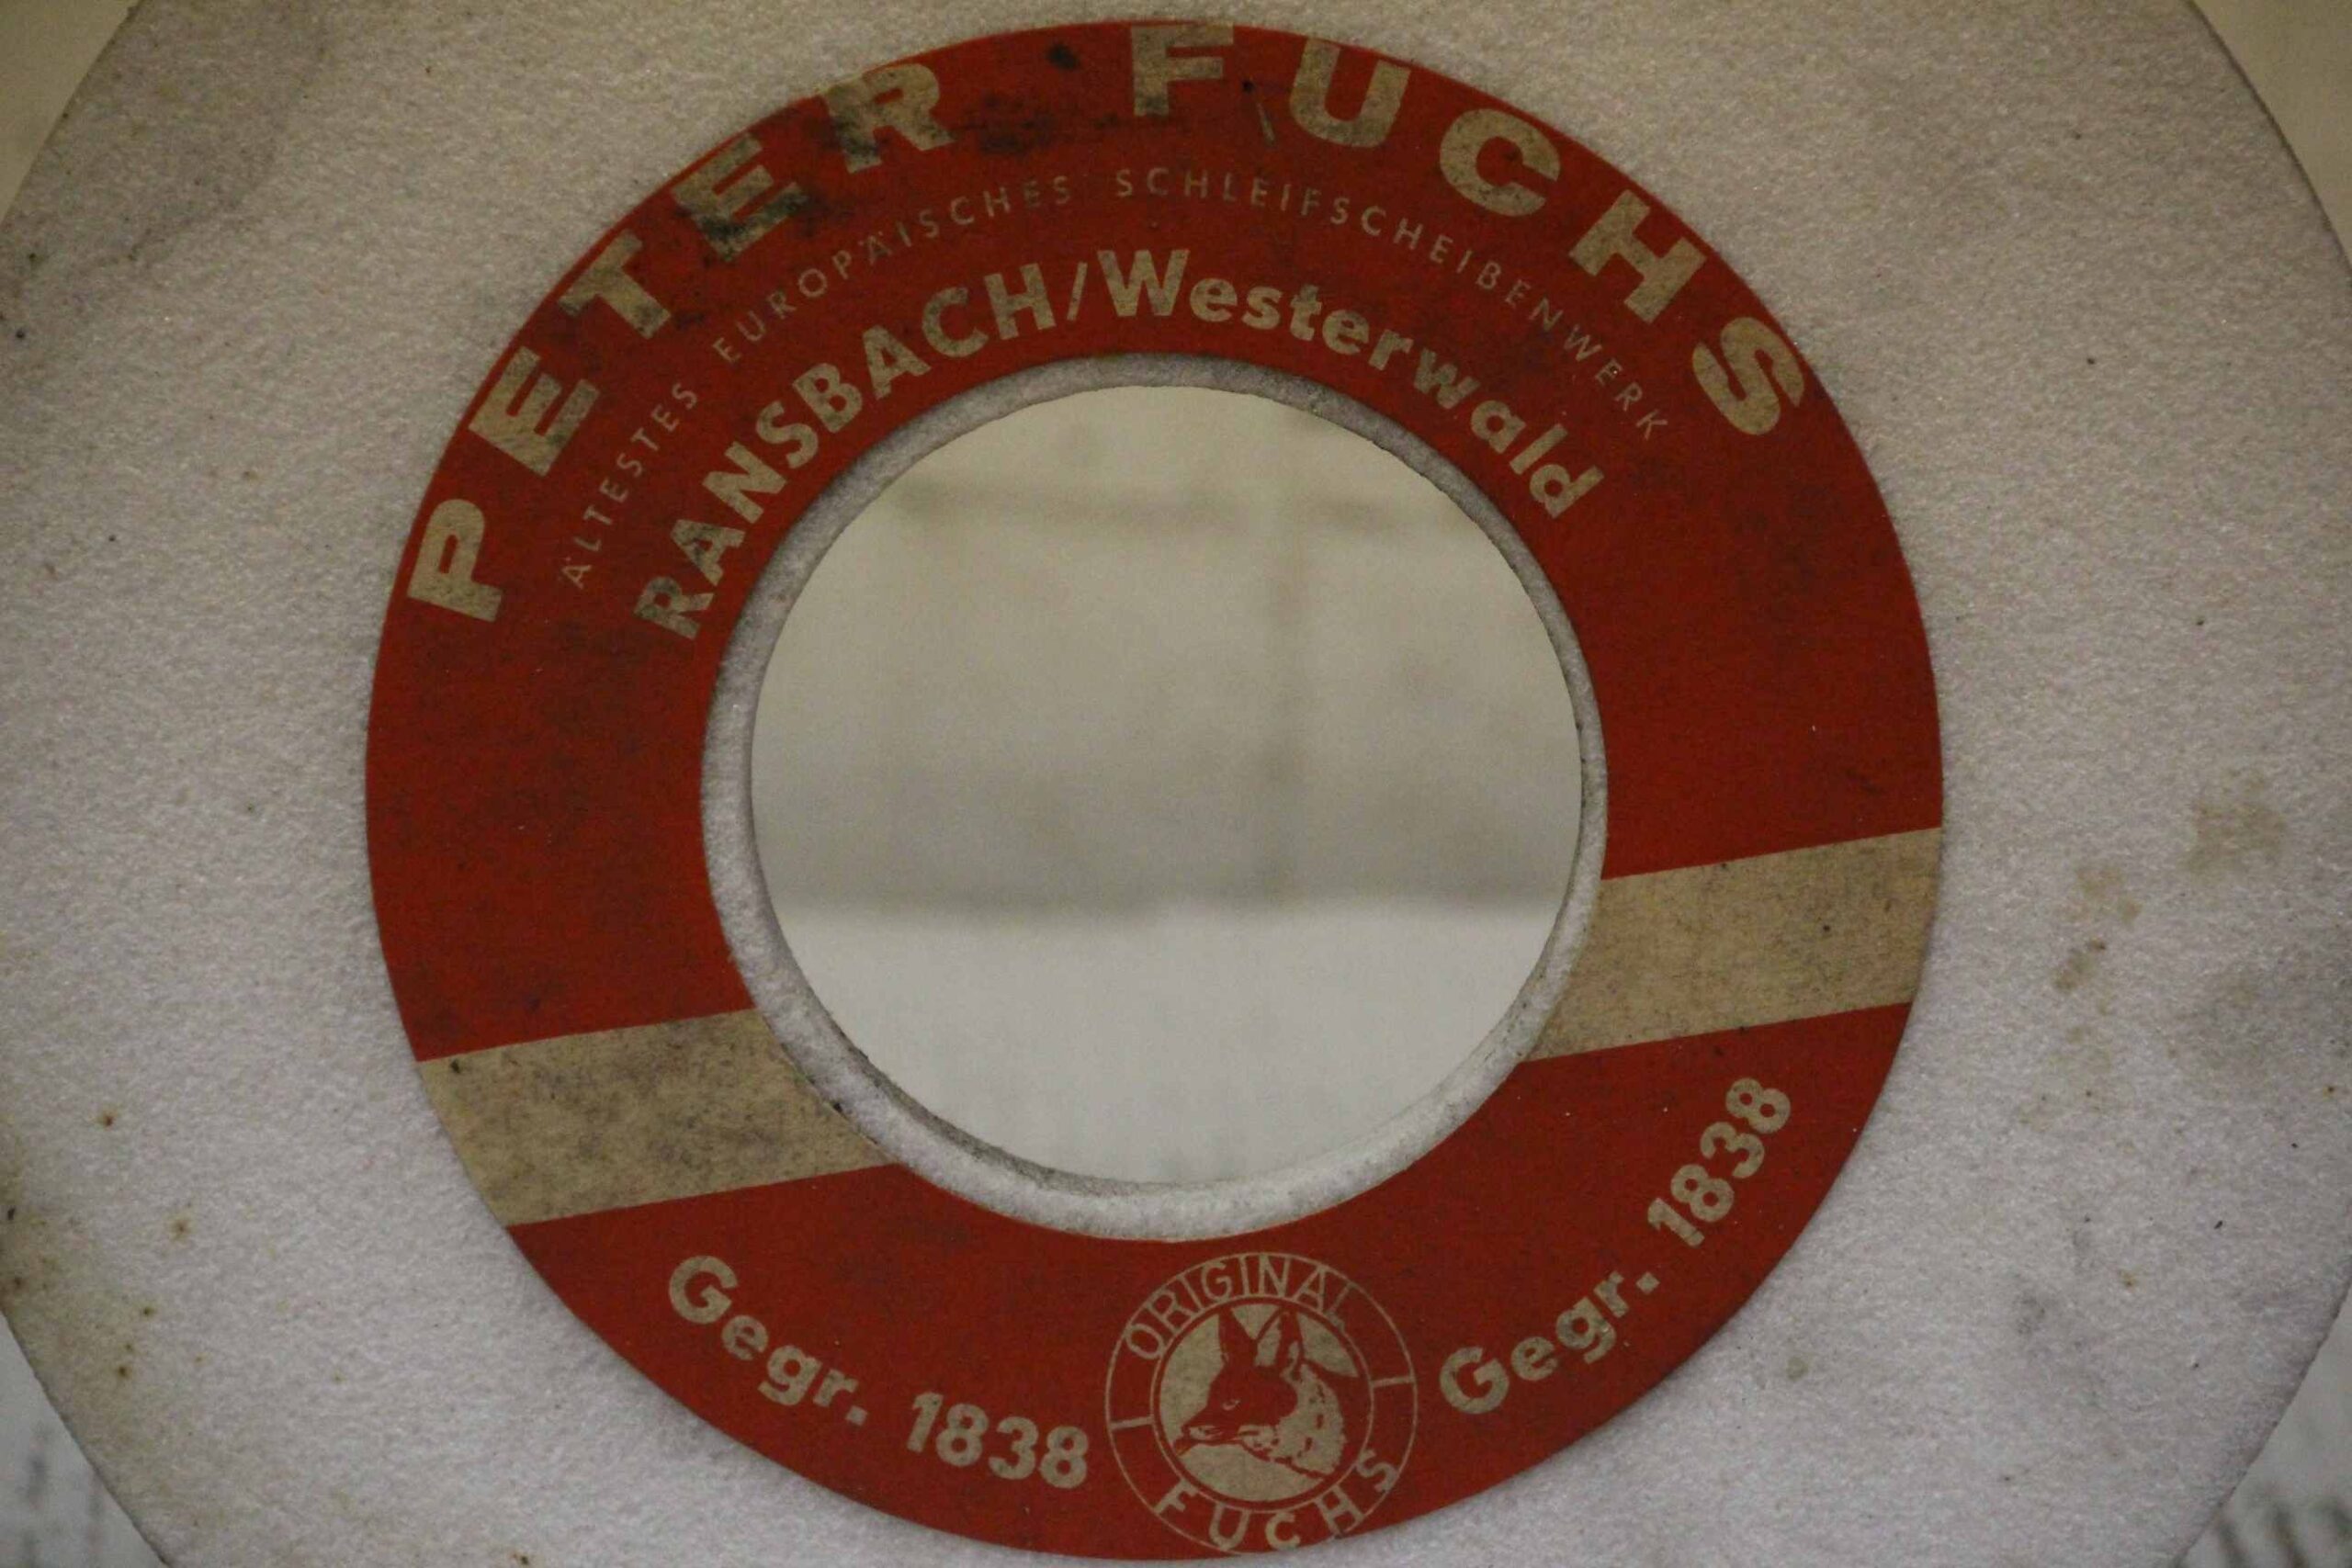 PETER FUCHS
ÄLTESTES EUROPÄISCHES SCHLEIFSCHEIBENWERK
RANSBACH/Westerwald
Gegr. 1838
ORIGINAL
FUCHS
Gegr. 1838